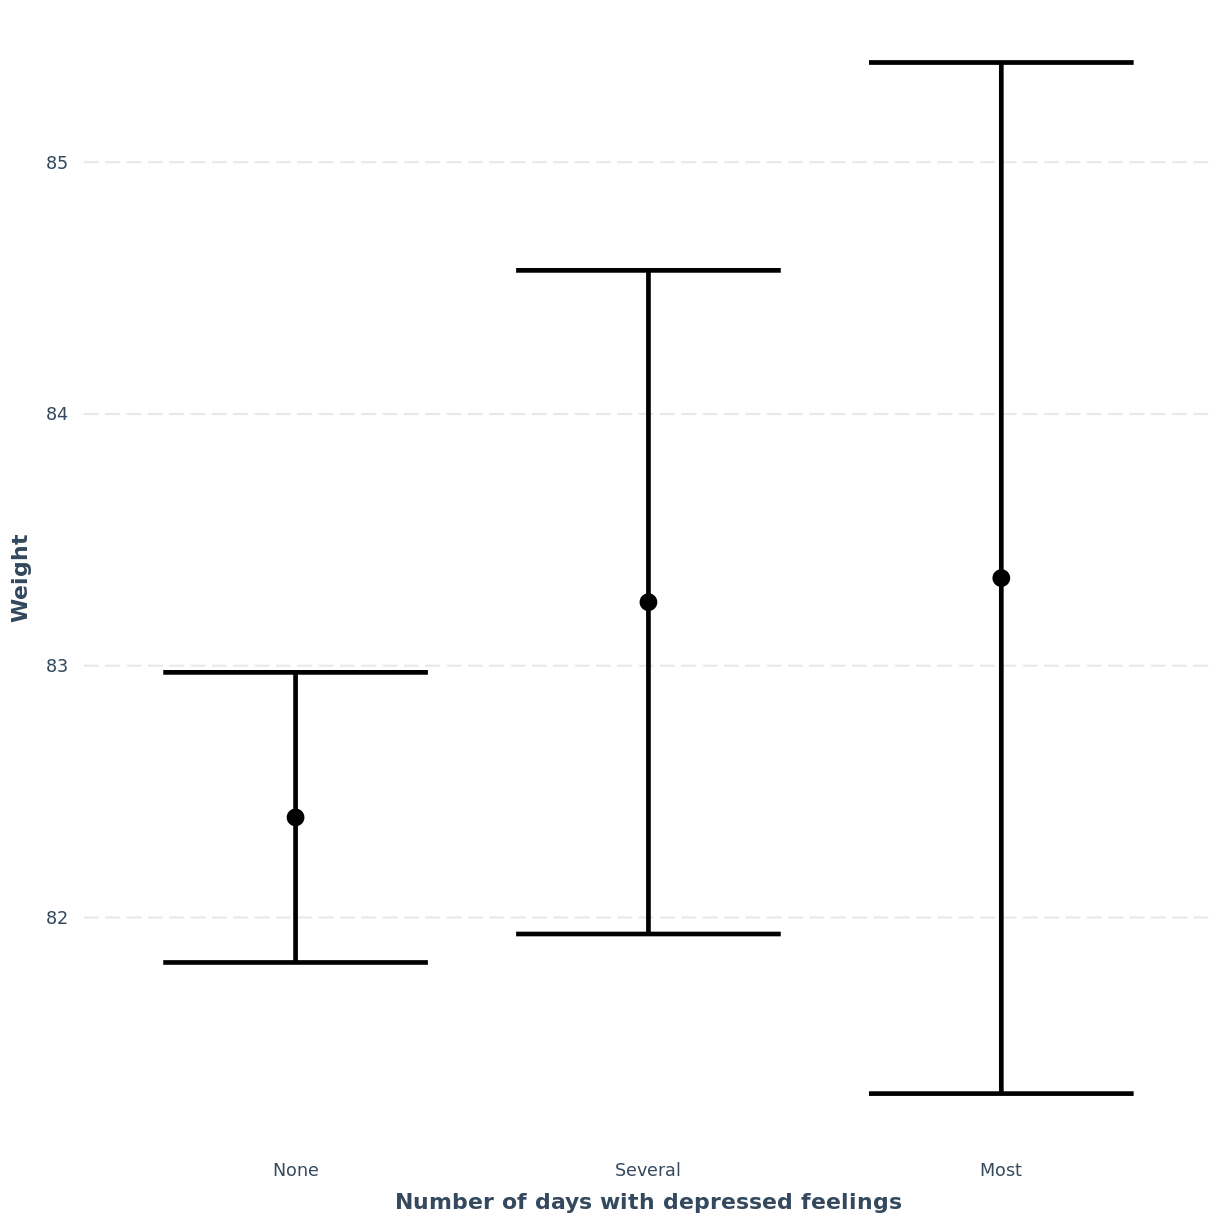 85
84
83
82
Weight
None
Several
Most
Number of days with depressed feelings